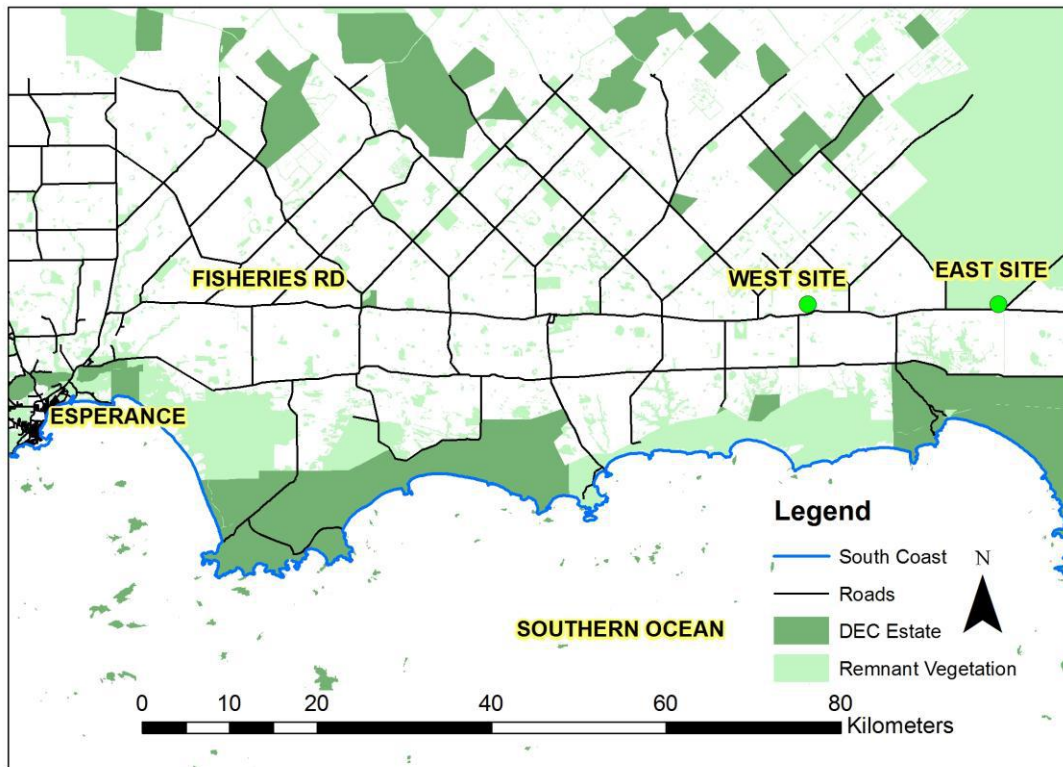 FISHERIES RD
WEST SITE
EAST SITE
ESPERANCE
Legend
South Coast
N
Roads
DEC Estate
Remnant Vegetation
SOUTHERN OCEAN
0 10 20 40 60 80
Kilometers